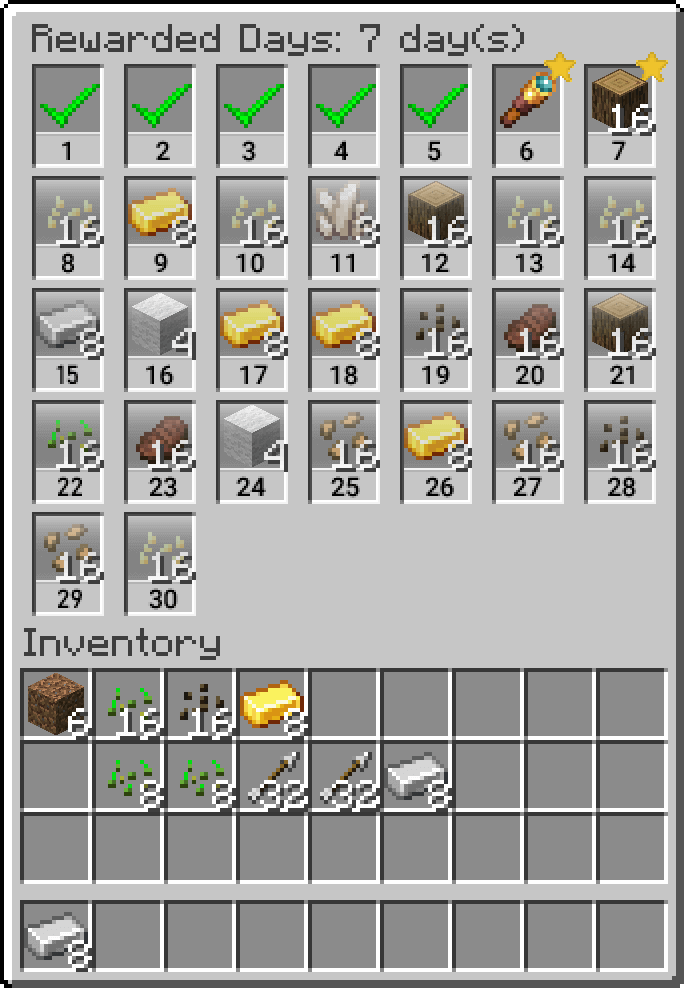 Rewarded Days: 7 day(s)
16
1 2 3 4 5 6 7
16 8 16 8 16 16 16
8 9 10 11 12 13 14
8 4 8 8 16 16 16
15 16 17 18 19 20 21
16 16 4 16 8 16 16
22 23 24 25 26 27 28
16 16
29 30
Inventory
6 16 16 8
8 8 32 32 8
8